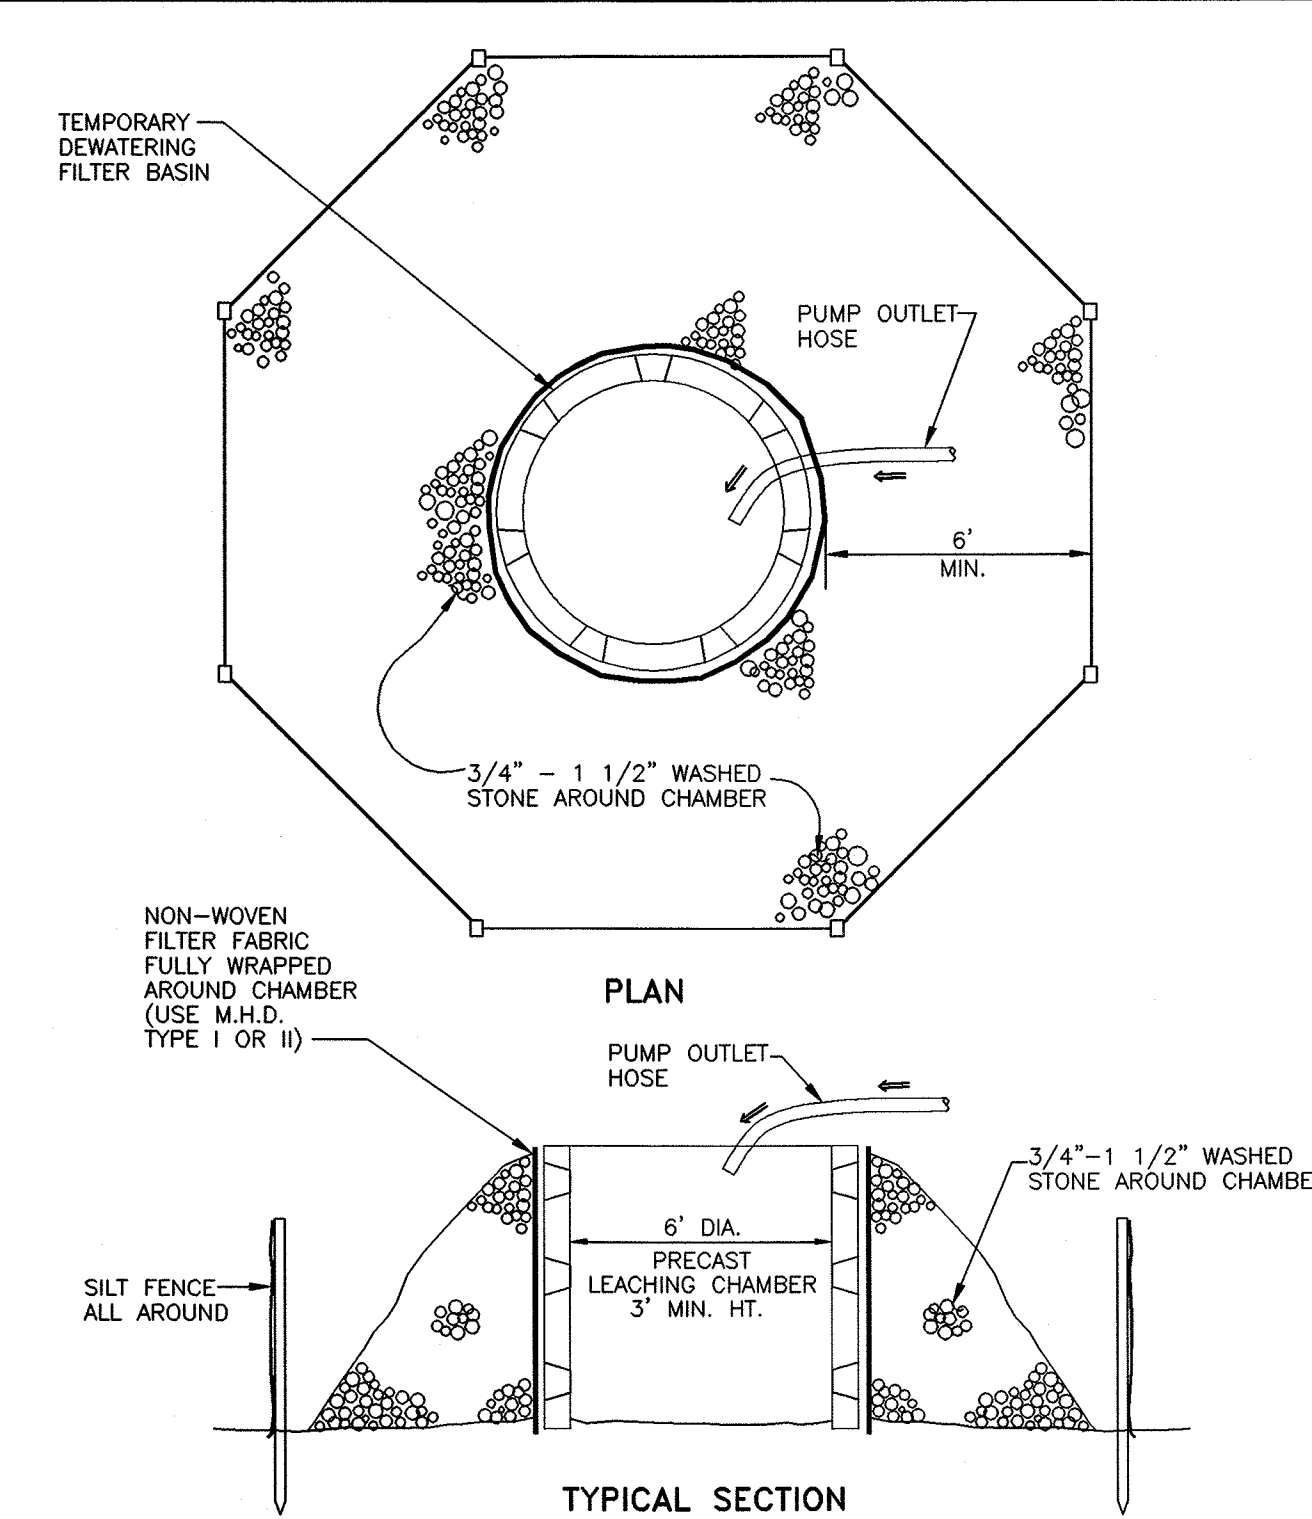 TEMPORARY
DEWATERING
FILTER BASIN
PUMP OUTLET
HOSE
6'
MIN.
3/4" - 1 1/2" WASHED
STONE AROUND CHAMBER
NON-WOVEN
FILTER FABRIC
FULLY WRAPPED
AROUND CHAMBER
(USE M.H.D.
TYPE I OR II)
PLAN
PUMP OUTLET
HOSE
3/4"-1 1/2" WASHED
STONE AROUND CHAMBE
6' DIA.
PRECAST
LEACHING CHAMBER
3' MIN. HT.
SILT FENCE
ALL AROUND
TYPICAL SECTION